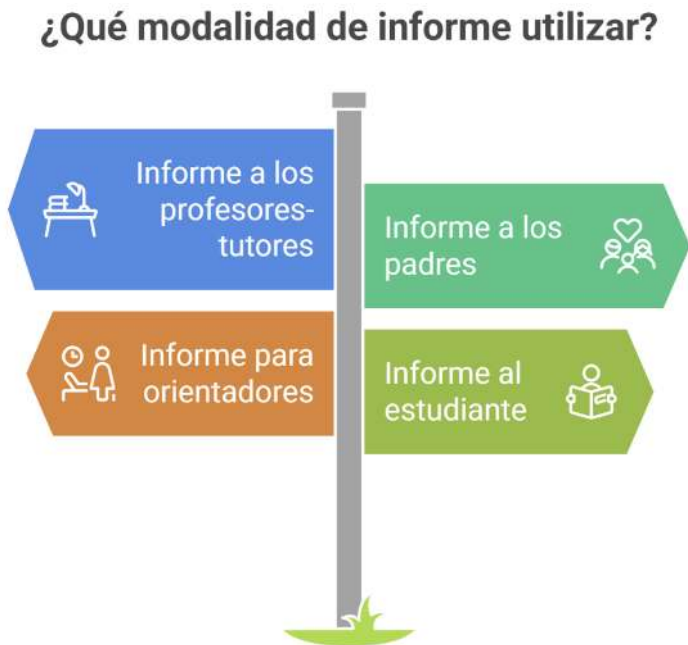 ¿Qué modalidad de informe utilizar?
Informe a los
profesores-
tutores
Informe a los
padres
Informe para
orientadores
Informe al
estudiante